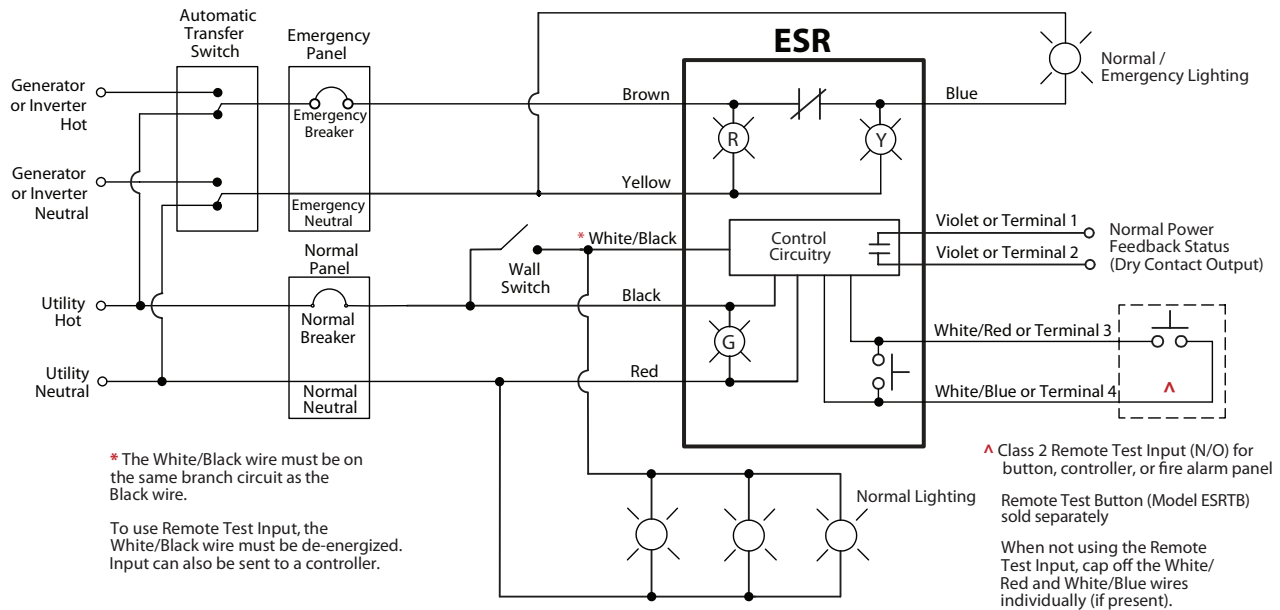 Automatic
Transfer
Switch
Emergency
Panel
ESR
Normal /
Emergency Lighting
Generator
or Inverter
Hot
Emergency
Breaker
Brown
Blue
R
Y
Generator
or Inverter
Neutral
Yellow
Emergency
Neutral
Normal
Panel
Wall
Switch
* White/Black
Control
Circuitry
Violet or Terminal 1
Violet or Terminal 2
Normal Power
Feedback Status
(Dry Contact Output)
Utility
Hot
Normal
Breaker
Black
G
White/Red or Terminal 3
Utility
Neutral
Normal
Neutral
Red
White/Blue or Terminal 4
^
* The White/Black wire must be on
the same branch circuit as the
Black wire.
To use Remote Test Input, the
White/Black wire must be de-energized.
Input can also be sent to a controller.
Normal Lighting
^ Class 2 Remote Test Input (N/O) for
button, controller, or fire alarm panel
Remote Test Button (Model ESRTB)
sold separately
When not using the Remote
Test Input, cap off the White/
Red and White/Blue wires
individually (if present).